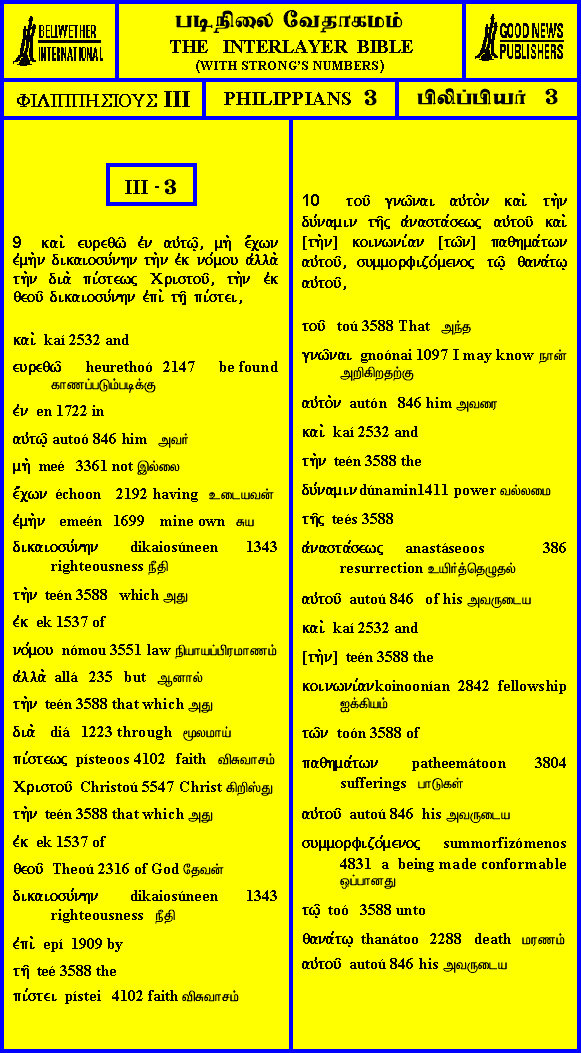 BELLWETHER
INTERNATIONAL
படிநிலை வேதாகமம்
THE INTERLAYER BIBLE
(WITH STRONG'S NUMBERS)
GOOD NEWS
PUBLISHERS
ΦΙΛΙΠΠΗΣΙΟΥΣ III
PHILIPPIANS 3
பிலிப்பியர் 3
III - 3
9 καὶ ευρεθῶ ἐν αὐτῷ, μὴ ἔχων
ἐμὴν δικαιοσύνην τὴν ἐκ νόμου ἀλλὰ
τὴν διὰ πίστεως Χριστοῦ, τὴν ἐκ
θεοῦ δικαιοσύνην ἐπὶ τῇ πίστει,
καὶ kaí 2532 and
ευρεθῶ heurethoó 2147 be found
காணப்படும்படிக்கு
ἐν en 1722 in
αὐτῷ autoó 846 him அவர்
μὴ meé 3361 not இல்லை
ἔχων échoon 2192 having உடையவன்
ἐμὴν emeén 1699 mine own சுய
δικαιοσύνην dikaiosúneen 1343
righteousness நீதி
τὴν teén 3588 which அது
ἐκ ek 1537 of
νόμου nómou 3551 law நியாயப்பிரமாணம்
ἀλλὰ allá 235 but ஆனால்
τὴν teén 3588 that which அது
διὰ diá 1223 through மூலமாய்
πίστεως písteoos 4102 faith விசுவாசம்
Χριστοῦ Christoú 5547 Christ கிறிஸ்து
τὴν teén 3588 that which அது
ἐκ ek 1537 of
θεοῦ Theoú 2316 of God தேவன்
δικαιοσύνην dikaiosúneen 1343
righteousness நீதி
ἐπὶ epí 1909 by
τῇ teé 3588 the
πίστει pístei 4102 faith விசுவாசம்
10 τοῦ γνῶναι αὐτὸν καὶ τὴν
δύναμιν τῆς ἀναστάσεως αὐτοῦ καὶ
[τὴν] κοινωνίαν [τῶν] παθημάτων
αὐτοῦ, συμμορφιζόμενος τῷ θανάτῳ
αὐτοῦ,
τοῦ toú 3588 That அந்த
γνῶναι gnoónai 1097 I may know நான்
அறிகிறதற்கு
αὐτὸν autón 846 him அவரை
καὶ kaí 2532 and
τὴν teén 3588 the
δύναμιν dúnamin1411 power வல்லமை
τῆς teés 3588
ἀναστάσεως anastáseoos 386
resurrection உயிர்த்தெழுதல்
αὐτοῦ autoú 846 of his அவருடைய
καὶ kaí 2532 and
[τὴν] teén 3588 the
κοινωνίαν koinoonían 2842 fellowship
ஐக்கியம்
τῶν toón 3588 of
παθημάτων patheemátoon 3804
sufferings பாடுகள்
αὐτοῦ autoú 846 his அவருடைய
συμμορφιζόμενος summorfizómenos
4831 a being made conformable
ஒப்பானது
τῷ toó 3588 unto
θανάτῳ thanátoo 2288 death மரணம்
αὐτοῦ autoú 846 his அவருடைய